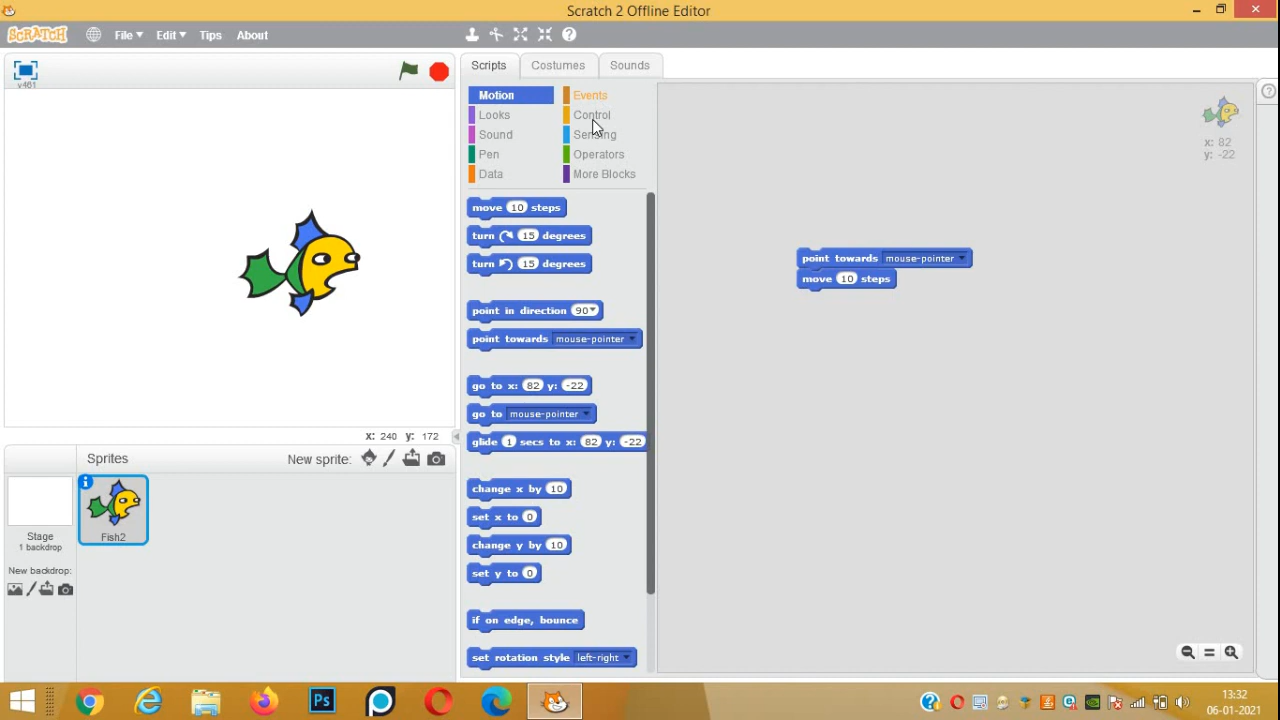 Scratch 2 Offline Editor
SCRATCH File Edit Tips About
v461
Scripts Costumes Sounds
Motion Events
Looks Control
Sound Sensing
Pen Operators
Data More Blocks
x: 82
y: -22
move 10 steps
turn 15 degrees
turn 15 degrees
point in direction 90
point towards mouse-pointer
go to x: 82 y: -22
go to mouse-pointer
glide 1 secs to x: 82 y: -22
change x by 10
set x to 0
change y by 10
set y to 0
if on edge, bounce
set rotation style left-right
point towards mouse-pointer
move 10 steps
x: 240 y: 172
Sprites New sprite:
Stage
1 backdrop
New backdrop:
Fish2
Ps
13:32
06-01-2021